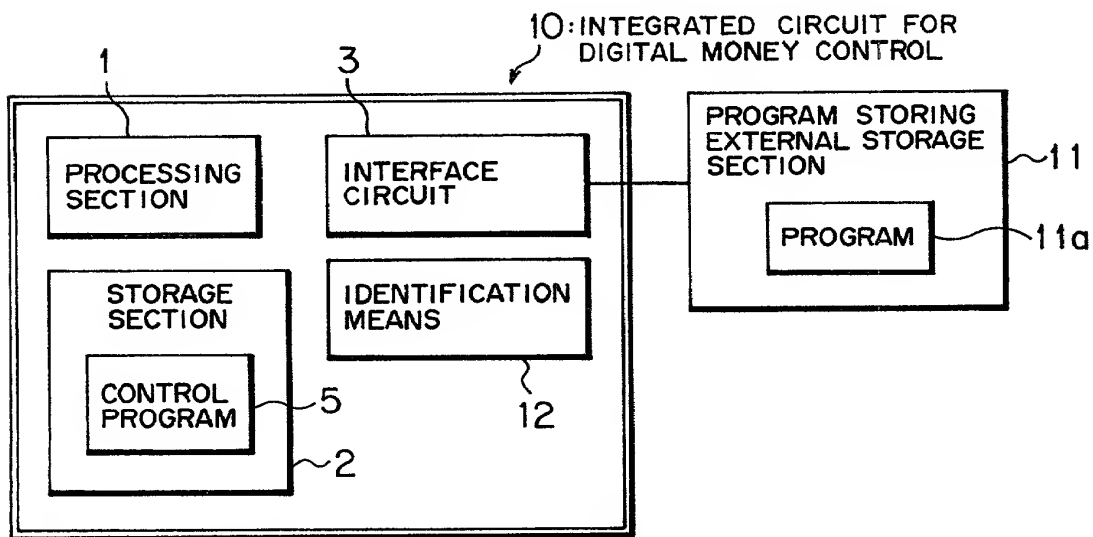 10: INTEGRATED CIRCUIT FOR
DIGITAL MONEY CONTROL
1
3
PROCESSING
SECTION
INTERFACE
CIRCUIT
PROGRAM STORING
EXTERNAL STORAGE
SECTION
11
PROGRAM
11a
STORAGE
SECTION
IDENTIFICATION
MEANS
CONTROL
PROGRAM
5
12
2